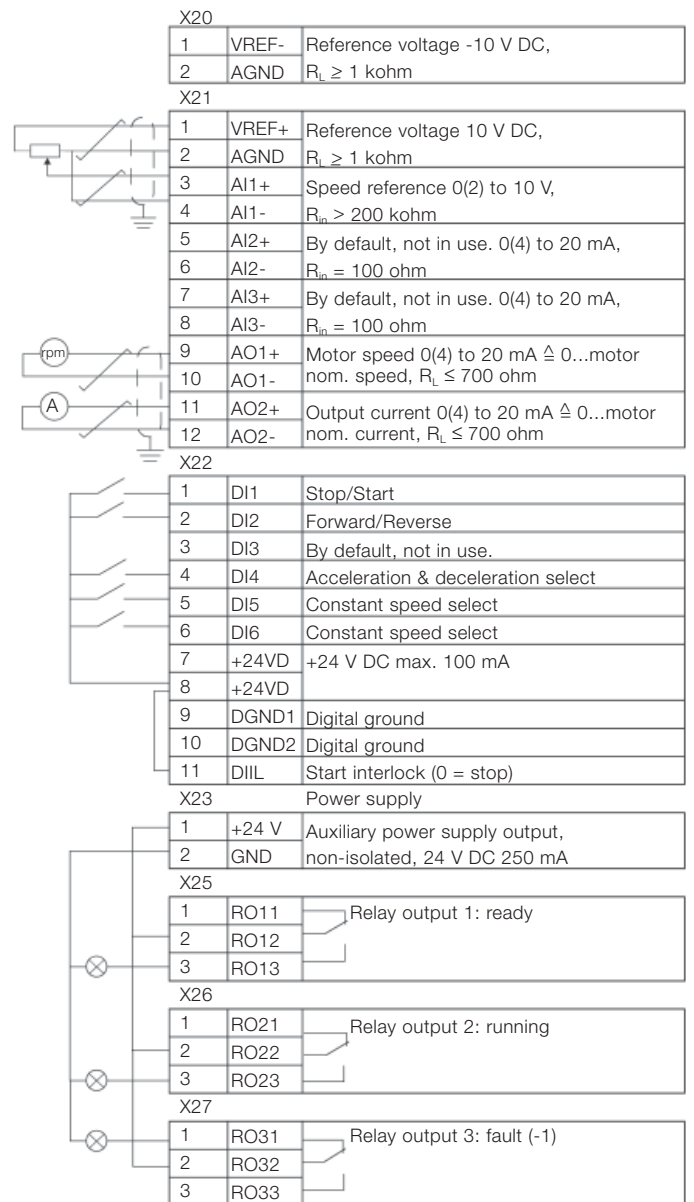 X20
1 VREF- Reference voltage -10 V DC,
2 AGND R_L ≥ 1 kohm
X21
1 VREF+ Reference voltage 10 V DC,
2 AGND R_L ≥ 1 kohm
3 AI1+ Speed reference 0(2) to 10 V,
4 AI1- R_in > 200 kohm
5 AI2+ By default, not in use. 0(4) to 20 mA,
6 AI2- R_in = 100 ohm
7 AI3+ By default, not in use. 0(4) to 20 mA,
8 AI3- R_in = 100 ohm
rpm 9 AO1+ Motor speed 0(4) to 20 mA ≙ 0...motor
10 AO1- nom. speed, R_L ≤ 700 ohm
A 11 AO2+ Output current 0(4) to 20 mA ≙ 0...motor
12 AO2- nom. current, R_L ≤ 700 ohm
X22
1 DI1 Stop/Start
2 DI2 Forward/Reverse
3 DI3 By default, not in use.
4 DI4 Acceleration & deceleration select
5 DI5 Constant speed select
6 DI6 Constant speed select
7 +24VD +24 V DC max. 100 mA
8 +24VD
9 DGND1 Digital ground
10 DGND2 Digital ground
11 DIIL Start interlock (0 = stop)
X23 Power supply
1 +24 V Auxiliary power supply output,
2 GND non-isolated, 24 V DC 250 mA
X25
1 RO11 Relay output 1: ready
2 RO12
3 RO13
X26
1 RO21 Relay output 2: running
2 RO22
3 RO23
X27
1 RO31 Relay output 3: fault (-1)
2 RO32
3 RO33